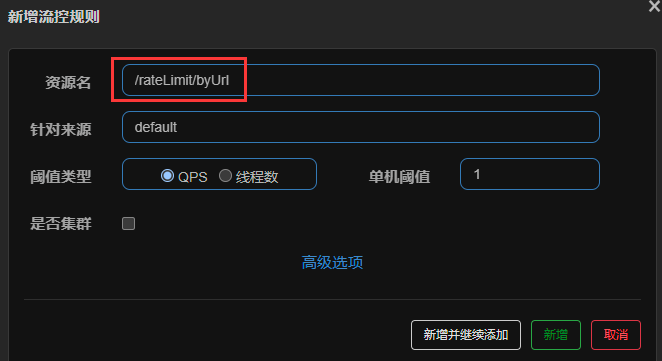 新增流控规则
资源名 /rateLimit/byUrl
针对来源 default
阈值类型 QPS 线程数 单机阈值 1
是否集群
高级选项
新增并继续添加 新增 取消